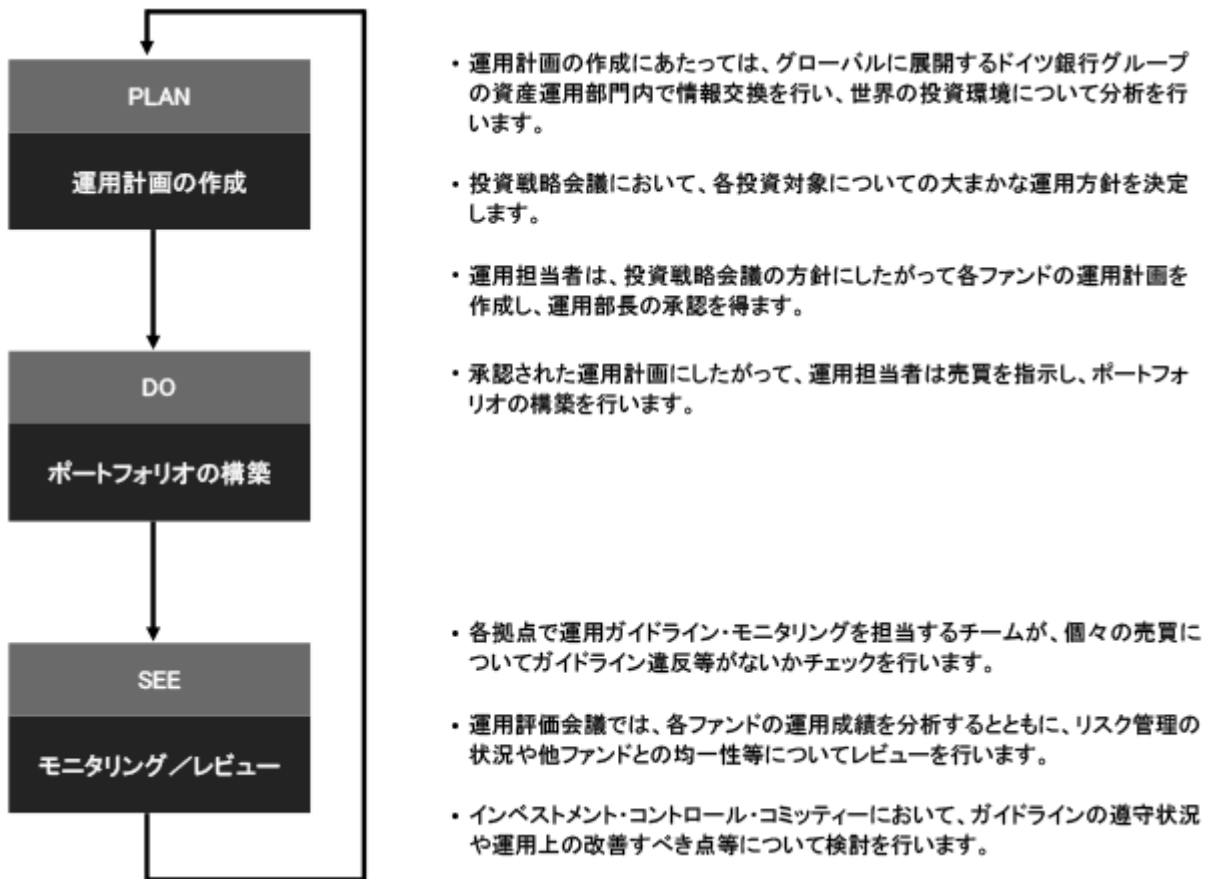 PLAN
運用計画の作成
・運用計画の作成にあたっては、グローバルに展開するドイツ銀行グループ
の資産運用部門内で情報交換を行い、世界の投資環境について分析を行
います。
・投資戦略会議において、各投資対象についての大まかな運用方針を決定
します。
・運用担当者は、投資戦略会議の方針にしたがって各ファンドの運用計画を
作成し、運用部長の承認を得ます。
DO
ポートフォリオの構築
・承認された運用計画にしたがって、運用担当者は売買を指示し、ポートフォ
リオの構築を行います。
SEE
モニタリング／レビュー
・各拠点で運用ガイドライン・モニタリングを担当するチームが、個々の売買に
ついてガイドライン違反等がないかチェックを行います。
・運用評価会議では、各ファンドの運用成績を分析するとともに、リスク管理の
状況や他ファンドとの均一性等についてレビューを行います。
・インベストメント・コントロール・コミッティーにおいて、ガイドラインの遵守状況
や運用上の改善すべき点等について検討を行います。